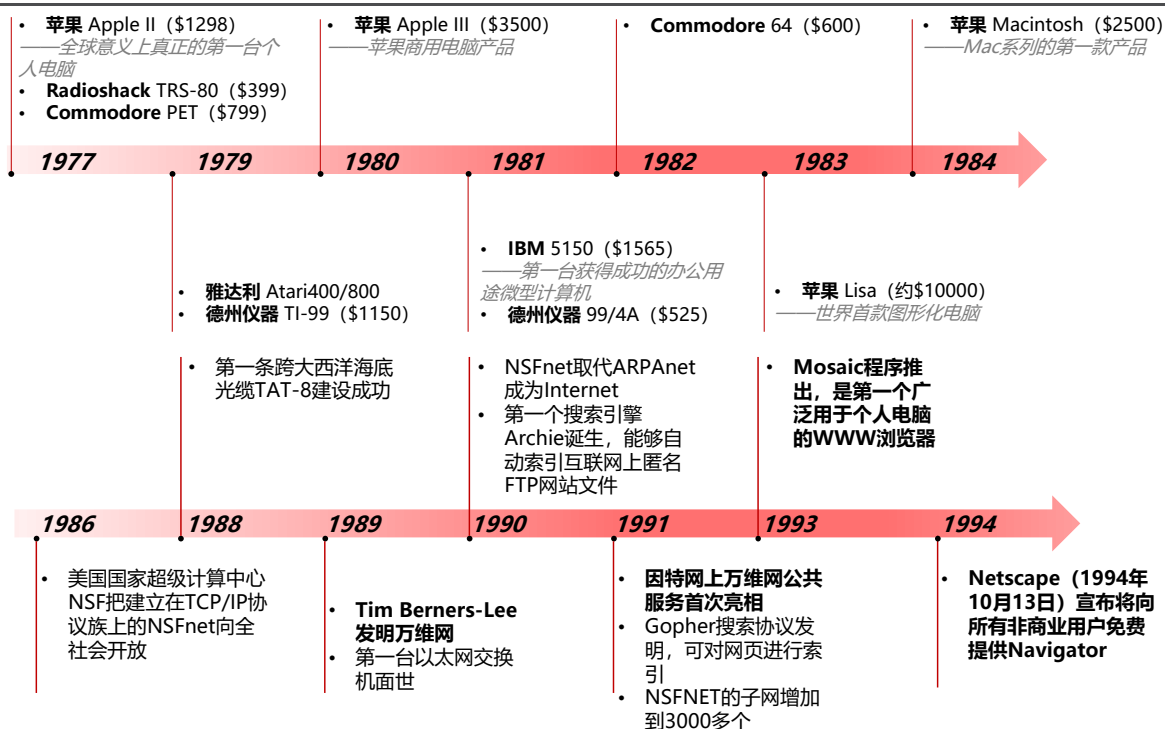 • 苹果 Apple II（$1298）
——全球意义上真正的第一台个
人电脑
• Radioshack TRS-80（$399）
• Commodore PET（$799）
• 苹果 Apple III（$3500）
——苹果商用电脑产品
• Commodore 64（$600）
• 苹果 Macintosh（$2500）
——Mac系列的第一款产品
1977
1979
1980
1981
1982
1983
1984
• 雅达利 Atari400/800
• 德州仪器 TI-99（$1150）
• IBM 5150（$1565）
——第一台获得成功的办公用
途微型计算机
• 德州仪器 99/4A（$525）
• 苹果 Lisa（约$10000）
——世界首款图形化电脑
• 第一条跨大西洋海底
光缆TAT-8建设成功
• NSFnet取代ARPAnet
成为Internet
• 第一个搜索引擎
Archie诞生，能够自
动索引互联网上匿名
FTP网站文件
• Mosaic程序推
出，是第一个广
泛用于个人电脑
的WWW浏览器
1986
1988
1989
1990
1991
1993
1994
• 美国国家超级计算中心
NSF把建立在TCP/IP协
议族上的NSFnet向全
社会开放
• Tim Berners-Lee
发明万维网
• 第一台以太网交换
机面世
• 因特网上万维网公共
服务首次亮相
• Gopher搜索协议发
明，可对网页进行索
引
• NSFNET的子网增加
到3000多个
• Netscape（1994年
10月13日）宣布将向
所有非商业用户免费
提供Navigator